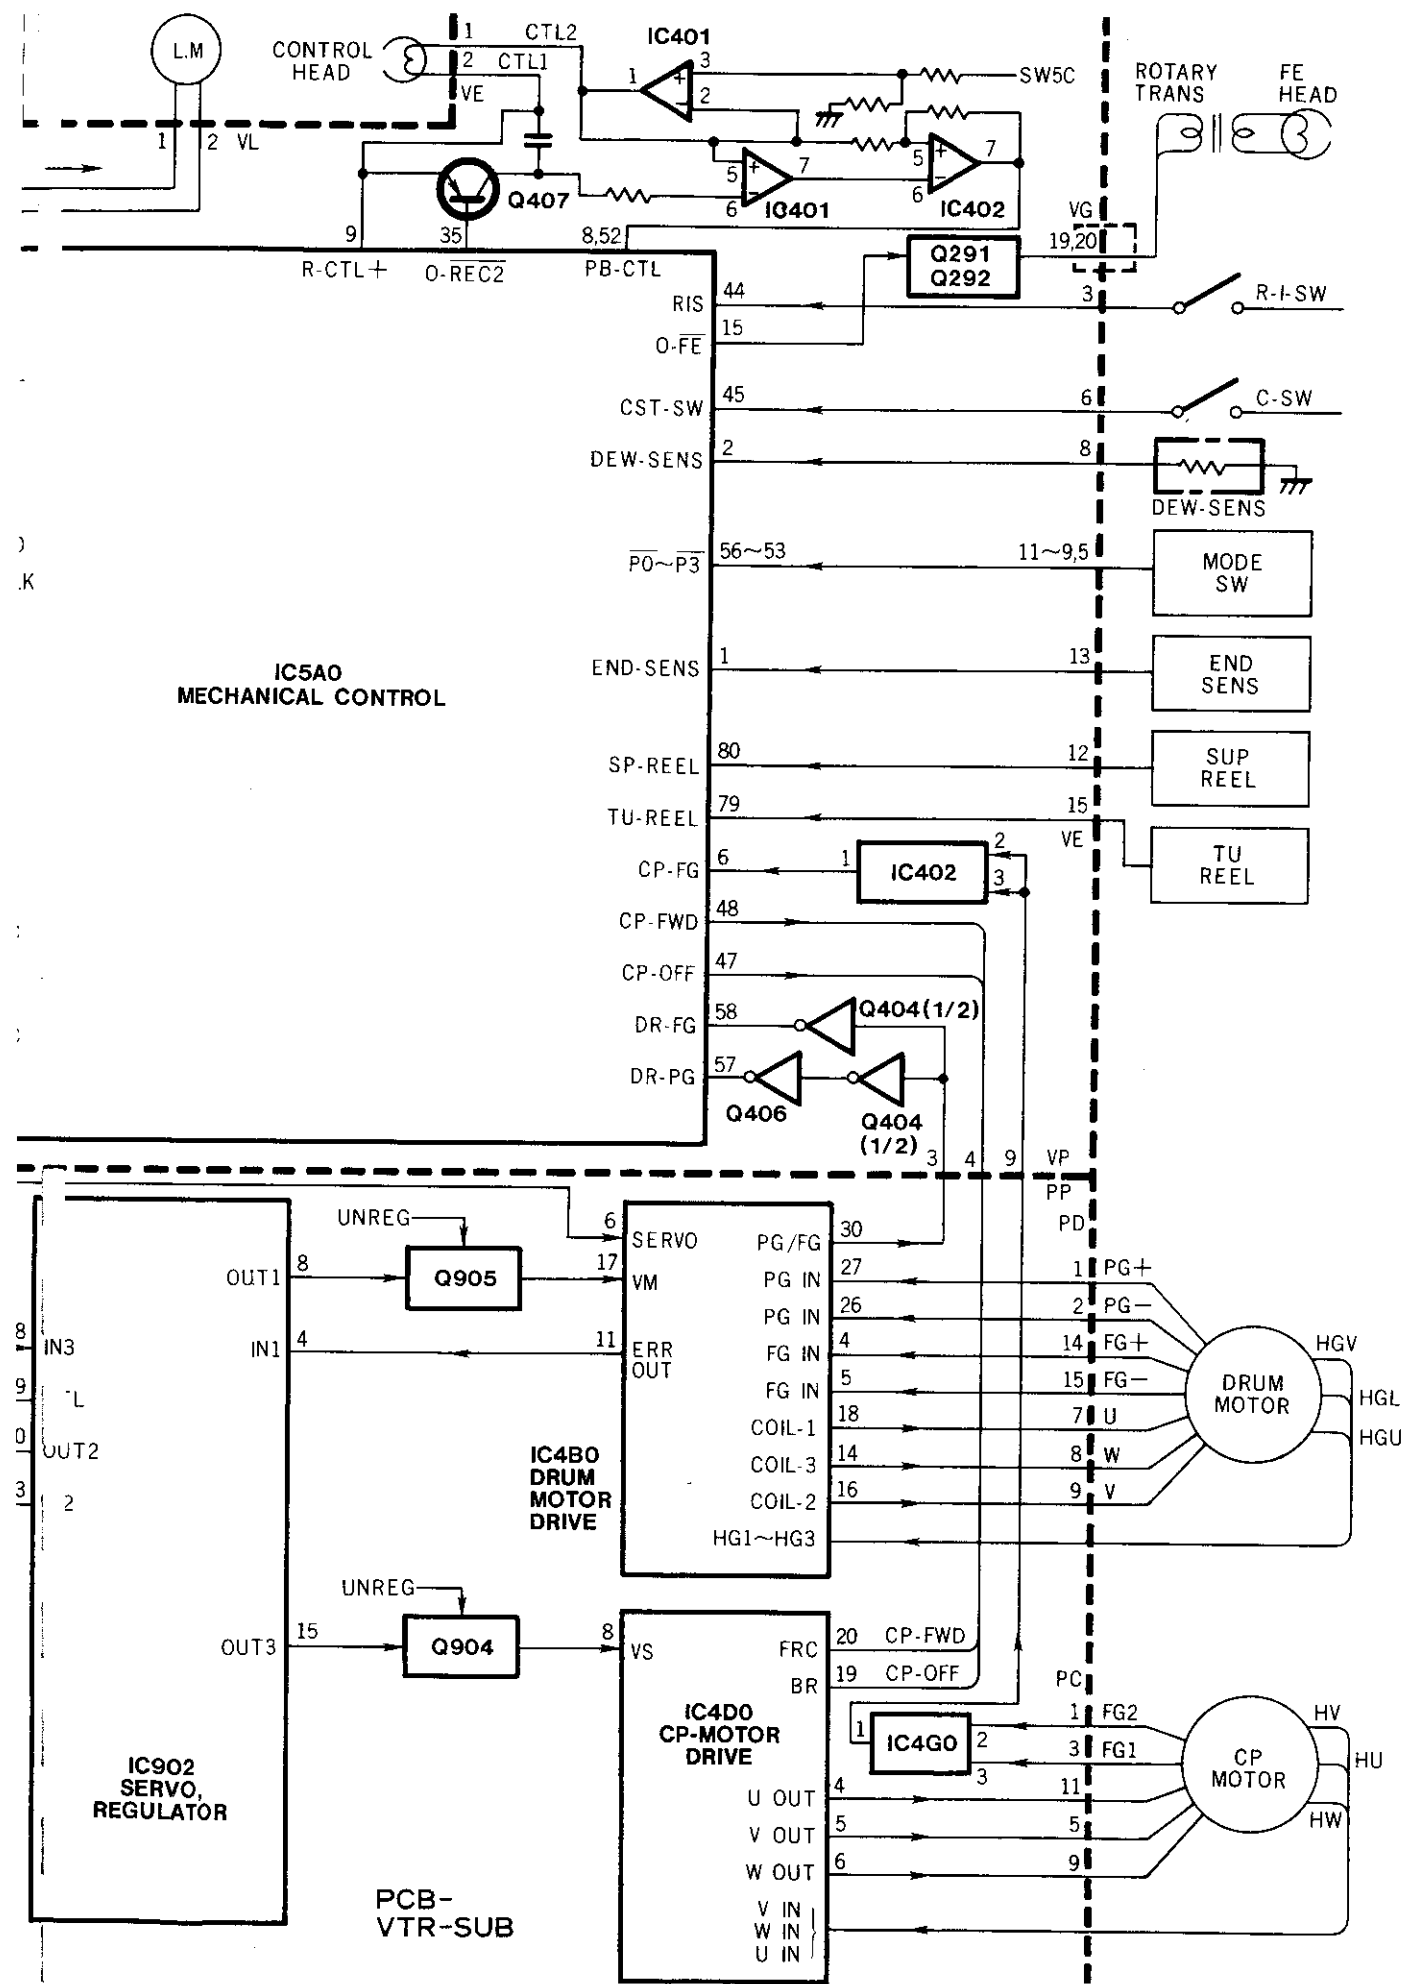 L.M
CONTROL
HEAD
1
CTL2
2
CTL1
VE
IC401
1
3
+
2
−
SW5C
ROTARY
TRANS
FE
HEAD
1
2
VL
5
+
7
−
6
IC401
5
+
7
−
6
IC402
Q407
9
35
8,52
R-CTL+
O-REC2
PB-CTL
VG
19,20
Q291
Q292
RIS
44
3
R-I-SW
O-FE
15
CST-SW
45
6
C-SW
DEW-SENS
2
8
DEW-SENS
P0~P3
56~53
11~9,5
MODE
SW
.K
IC5A0
MECHANICAL CONTROL
END-SENS
1
13
END
SENS
SP-REEL
80
12
SUP
REEL
TU-REEL
79
15
VE
TU
REEL
CP-FG
6
1
IC402
2
3
CP-FWD
48
CP-OFF
47
DR-FG
58
Q404(1/2)
DR-PG
57
Q406
Q404
(1/2)
3
4
9
VP
PP
PD
UNREG
6
SERVO
PG/FG
30
OUT1
8
Q905
17
VM
PG IN
27
1
PG+
PG IN
26
2
PG−
8
IN3
IN1
4
11
ERR
OUT
FG IN
4
14
FG+
9
L
FG IN
5
15
FG−
DRUM
MOTOR
HGV
HGL
HGU
COIL-1
18
7
U
0
OUT2
IC4B0
DRUM
MOTOR
DRIVE
COIL-3
14
8
W
3
2
COIL-2
16
9
V
HG1~HG3
UNREG
OUT3
15
Q904
8
VS
FRC
20
CP-FWD
BR
19
CP-OFF
PC
IC4D0
CP-MOTOR
DRIVE
1
IC4G0
2
3
1
FG2
3
FG1
CP
MOTOR
HV
HU
HW
IC902
SERVO,
REGULATOR
U OUT
4
11
V OUT
5
5
W OUT
6
9
PCB-
VTR-SUB
V IN
W IN
U IN